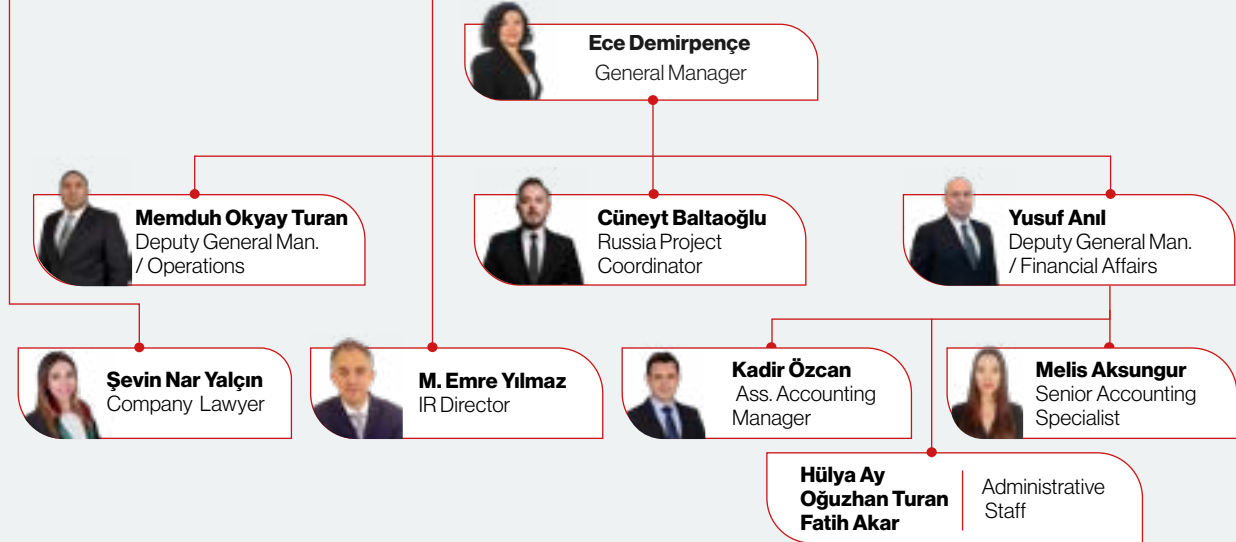 Ece Demirpençe
General Manager
Memduh Okyay Turan
Deputy General Man.
/ Operations
Cüneyt Baltaoğlu
Russia Project
Coordinator
Yusuf Anıl
Deputy General Man.
/ Financial Affairs
Şevin Nar Yalçın
Company Lawyer
M. Emre Yılmaz
IR Director
Kadir Özcan
Ass. Accounting
Manager
Melis Aksungur
Senior Accounting
Specialist
Hülya Ay
Oğuzhan Turan
Fatih Akar
Administrative
Staff